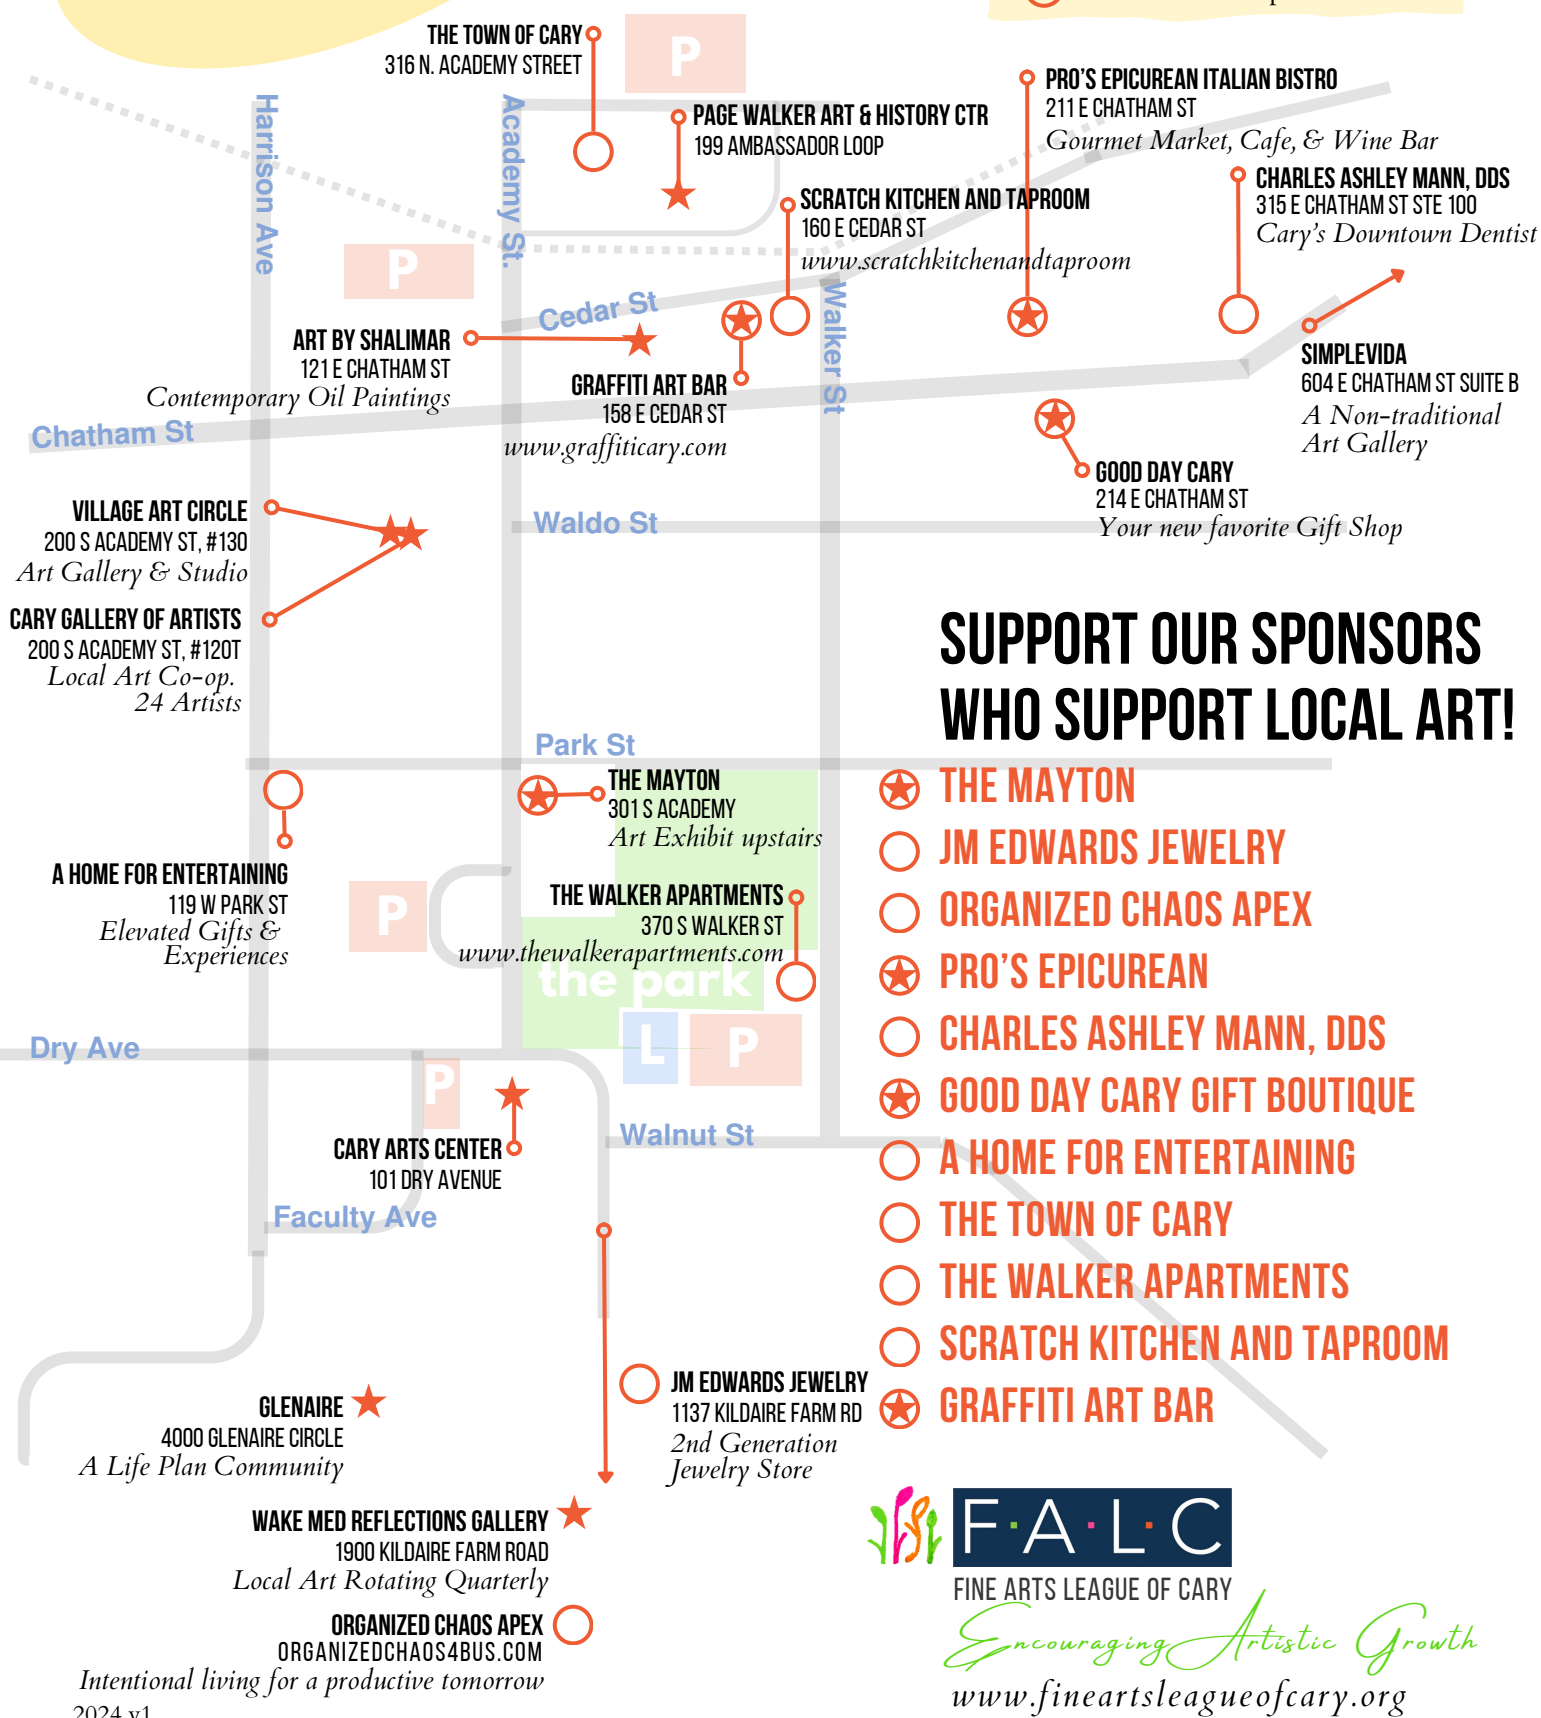 THE TOWN OF CARY
316 N. ACADEMY STREET
P
PAGE WALKER ART & HISTORY CTR
199 AMBASSADOR LOOP
PRO'S EPICUREAN ITALIAN BISTRO
211 E CHATHAM ST
Gourmet Market, Cafe, & Wine Bar
CHARLES ASHLEY MANN, DDS
315 E CHATHAM ST STE 100
Cary's Downtown Dentist
SCRATCH KITCHEN AND TAPROOM
160 E CEDAR ST
www.scratchkitchenandtaproom
Harrison Ave
Academy St.
P
Cedar St
Walker St
ART BY SHALIMAR
121 E CHATHAM ST
Contemporary Oil Paintings
GRAFFITI ART BAR
158 E CEDAR ST
www.graffiticary.com
SIMPLEVIDA
604 E CHATHAM ST SUITE B
A Non-traditional
Art Gallery
Chatham St
GOOD DAY CARY
214 E CHATHAM ST
Your new favorite Gift Shop
VILLAGE ART CIRCLE
200 S ACADEMY ST, #130
Art Gallery & Studio
Waldo St
CARY GALLERY OF ARTISTS
200 S ACADEMY ST, #120T
Local Art Co-op.
24 Artists
Park St
THE MAYTON
301 S ACADEMY
Art Exhibit upstairs
A HOME FOR ENTERTAINING
119 W PARK ST
Elevated Gifts &
Experiences
P
THE WALKER APARTMENTS
370 S WALKER ST
www.thewalkerapartments.com
the park
L
P
Dry Ave
P
CARY ARTS CENTER
101 DRY AVENUE
Walnut St
Faculty Ave
GLENAIRE
4000 GLENAIRE CIRCLE
A Life Plan Community
JM EDWARDS JEWELRY
1137 KILDAIRE FARM RD
2nd Generation
Jewelry Store
WAKE MED REFLECTIONS GALLERY
1900 KILDAIRE FARM ROAD
Local Art Rotating Quarterly
ORGANIZED CHAOS APEX
ORGANIZEDCHAOS4BUS.COM
Intentional living for a productive tomorrow
2024 v1
SUPPORT OUR SPONSORS
WHO SUPPORT LOCAL ART!
THE MAYTON
JM EDWARDS JEWELRY
ORGANIZED CHAOS APEX
PRO'S EPICUREAN
CHARLES ASHLEY MANN, DDS
GOOD DAY CARY GIFT BOUTIQUE
A HOME FOR ENTERTAINING
THE TOWN OF CARY
THE WALKER APARTMENTS
SCRATCH KITCHEN AND TAPROOM
GRAFFITI ART BAR
F·A·L·C
FINE ARTS LEAGUE OF CARY
Encouraging Artistic Growth
www.fineartsleagueofcary.org